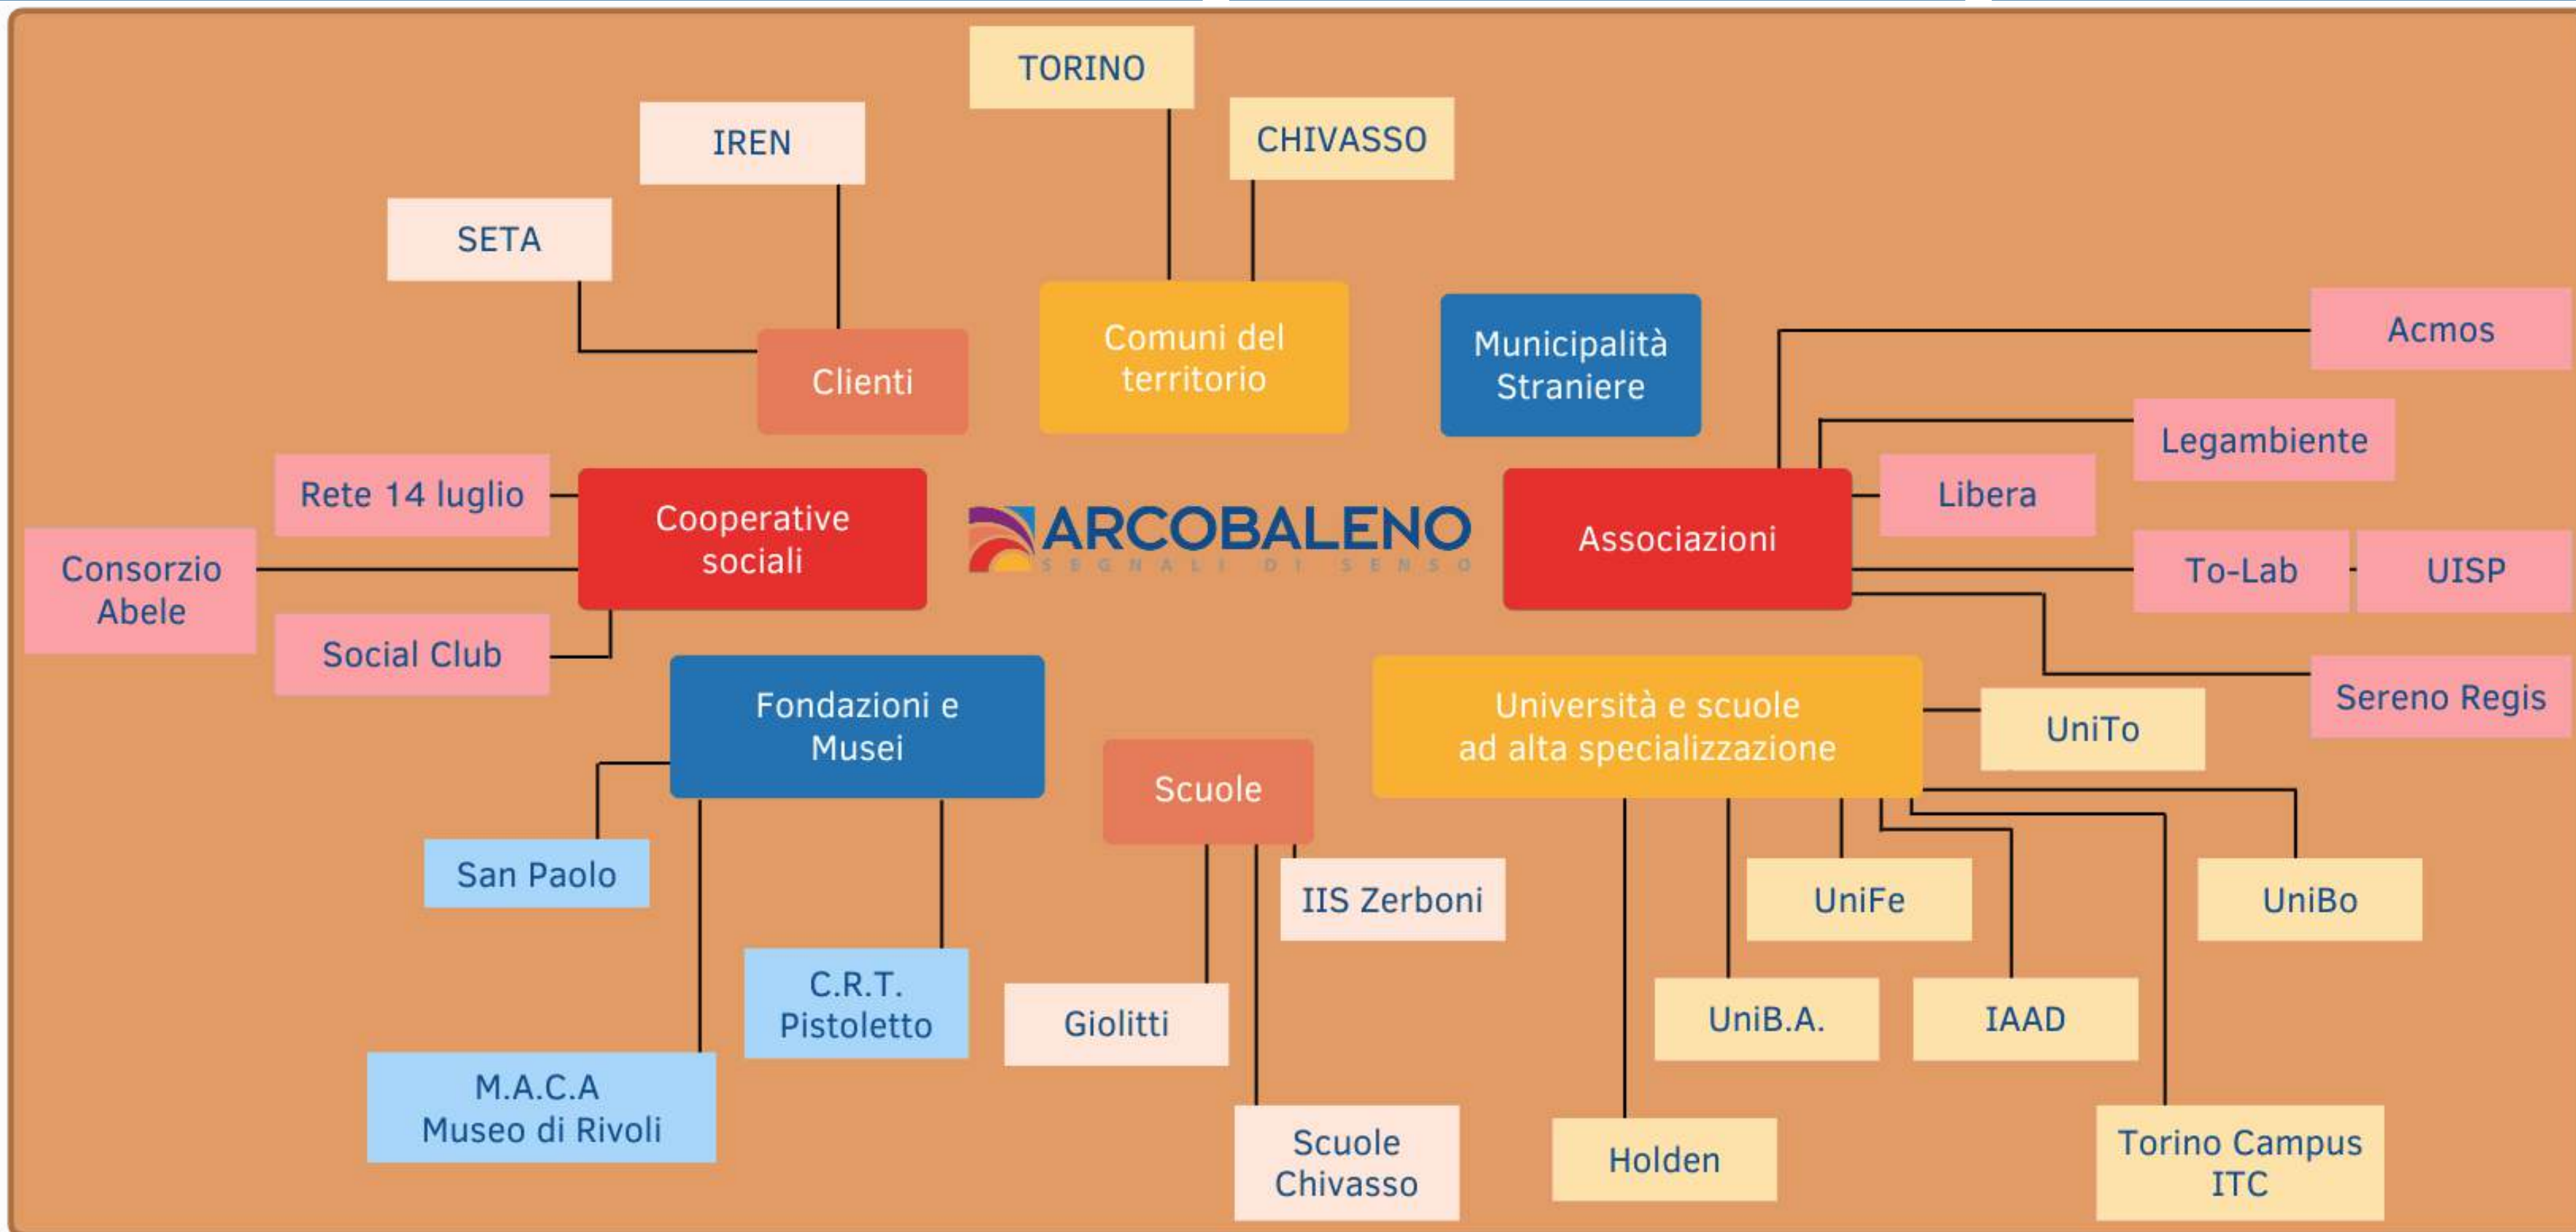 TORINO
CHIVASSO
IREN
SETA
Clienti
Comuni del
territorio
Municipalità
Straniere
Acmos
Legambiente
Libera
To-Lab
UISP
Sereno Regis
Associazioni
Rete 14 luglio
Cooperative
sociali
Consorzio
Abele
Social Club
ARCOBALENO
SEGNALI DI SENSO
Fondazioni e
Musei
San Paolo
C.R.T.
Pistoletto
M.A.C.A
Museo di Rivoli
Scuole
IIS Zerboni
Giolitti
Scuole
Chivasso
Università e scuole
ad alta specializzazione
UniTo
UniFe
UniBo
UniB.A.
IAAD
Holden
Torino Campus
ITC